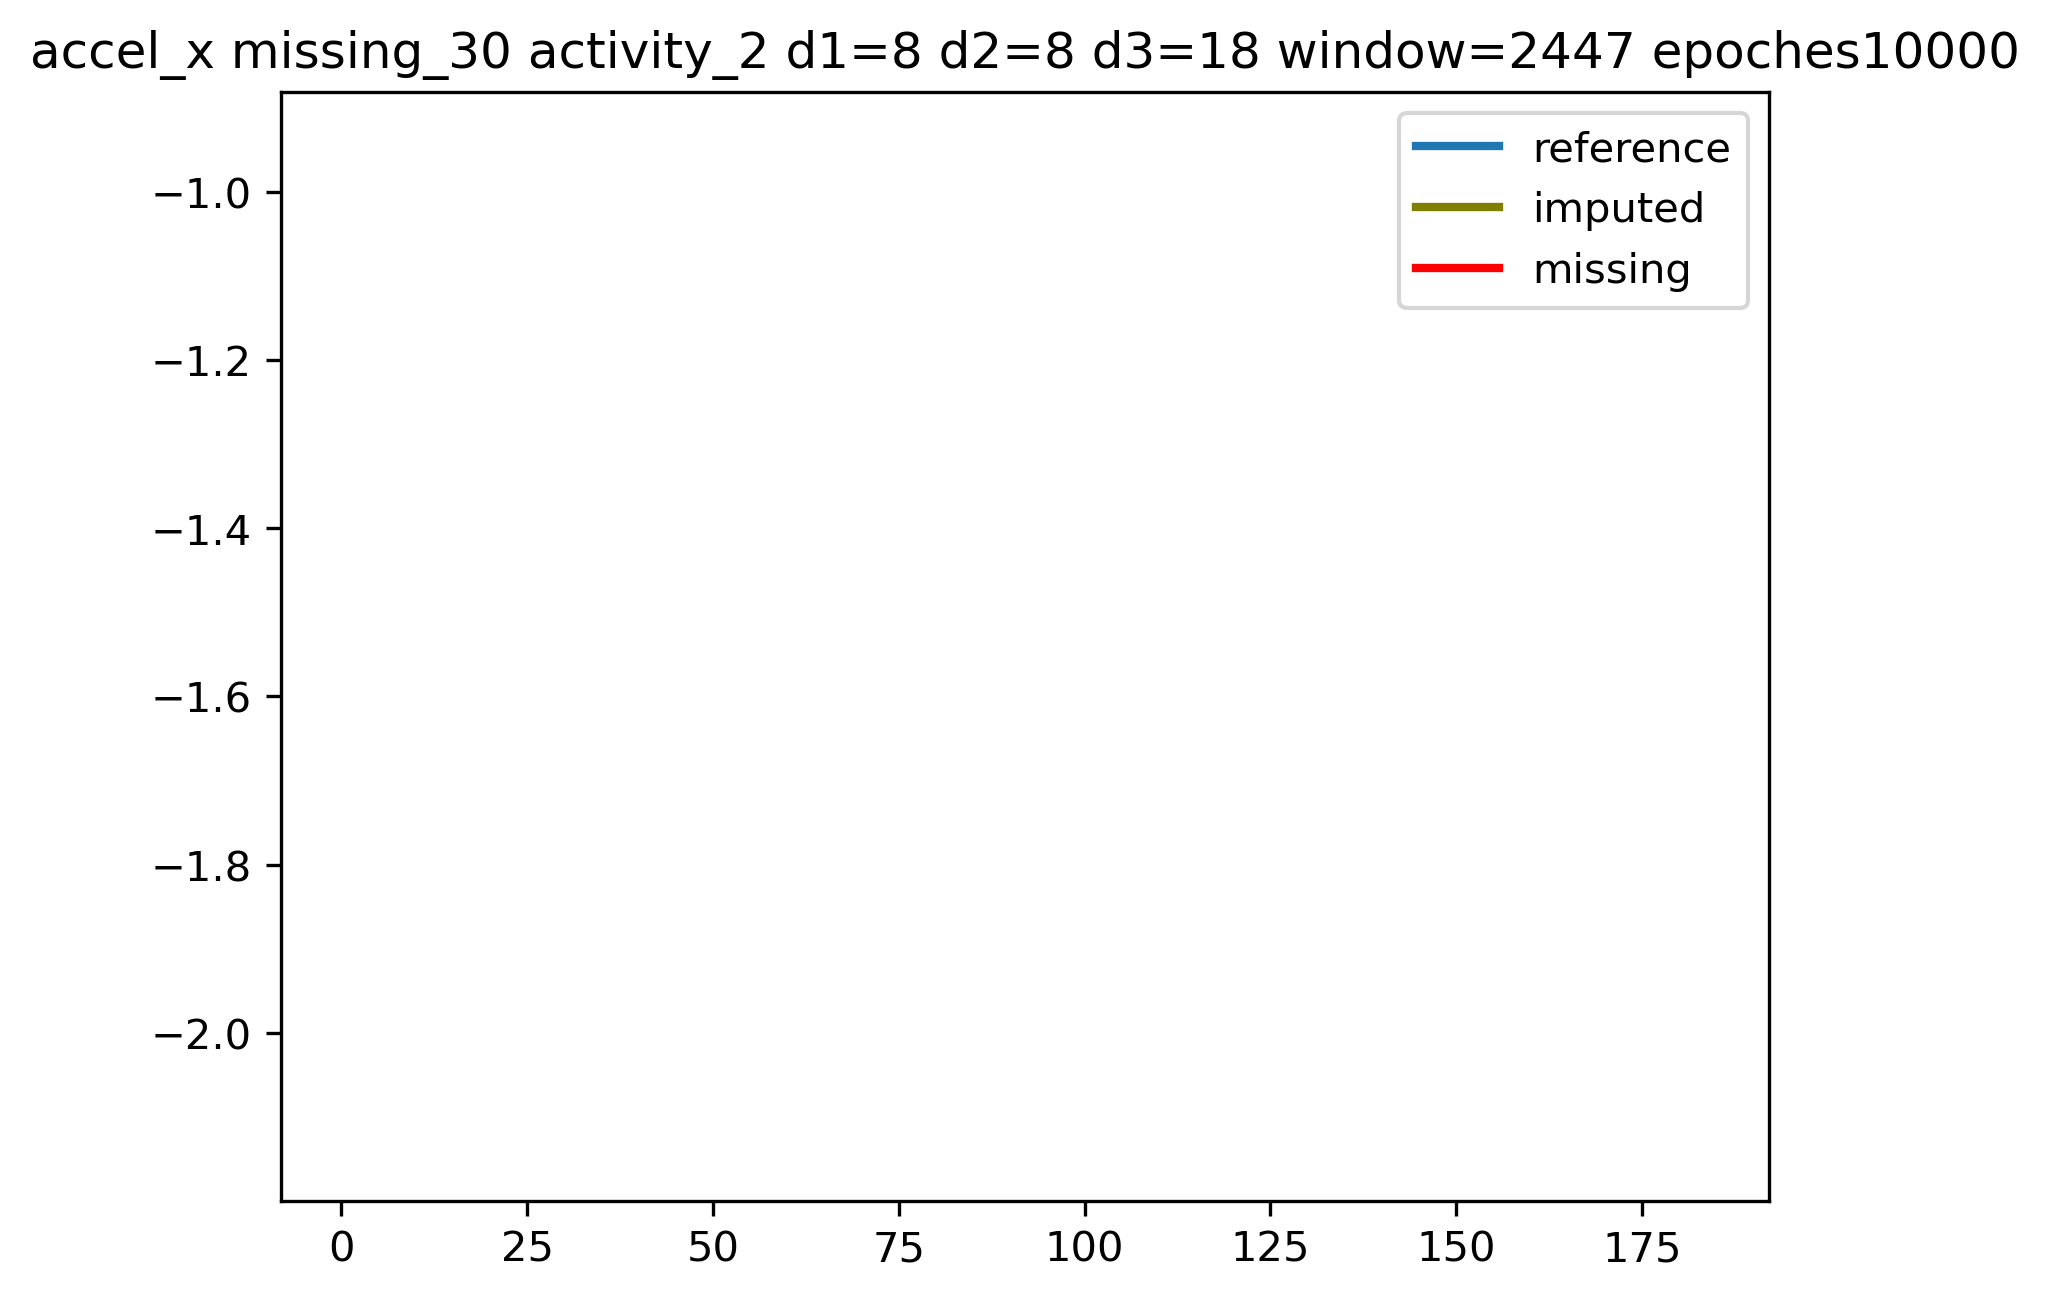 accel_x missing_30 activity_2 d1=8 d2=8 d3=18 window=2447 epoches10000
reference
imputed
missing
−1.0
−1.2
−1.4
−1.6
−1.8
−2.0
0 25 50 75 100 125 150 175